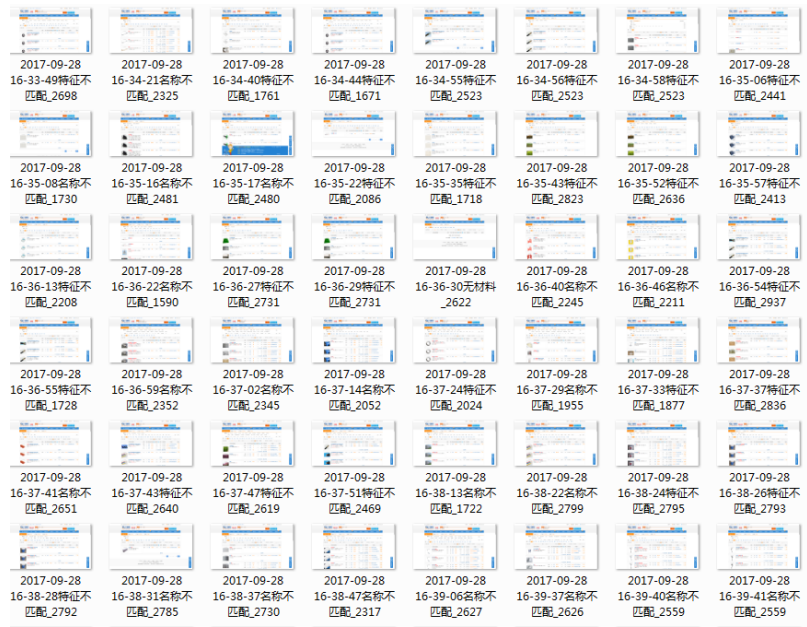 2017-09-28
16-33-49特征不
匹配_2698
2017-09-28
16-34-21名称不
匹配_2325
2017-09-28
16-34-40特征不
匹配_1761
2017-09-28
16-34-44特征不
匹配_1671
2017-09-28
16-34-55特征不
匹配_2523
2017-09-28
16-34-56特征不
匹配_2523
2017-09-28
16-34-58特征不
匹配_2523
2017-09-28
16-35-06特征不
匹配_2441
2017-09-28
16-35-08名称不
匹配_1730
2017-09-28
16-35-16名称不
匹配_2481
2017-09-28
16-35-17名称不
匹配_2480
2017-09-28
16-35-22特征不
匹配_2086
2017-09-28
16-35-35特征不
匹配_1718
2017-09-28
16-35-43特征不
匹配_2823
2017-09-28
16-35-52特征不
匹配_2636
2017-09-28
16-35-57特征不
匹配_2413
2017-09-28
16-36-13特征不
匹配_2208
2017-09-28
16-36-22名称不
匹配_1590
2017-09-28
16-36-27特征不
匹配_2731
2017-09-28
16-36-29特征不
匹配_2731
2017-09-28
16-36-30无材料
_2622
2017-09-28
16-36-40名称不
匹配_2245
2017-09-28
16-36-46名称不
匹配_2211
2017-09-28
16-36-54特征不
匹配_2937
2017-09-28
16-36-55特征不
匹配_1728
2017-09-28
16-36-59名称不
匹配_2352
2017-09-28
16-37-02名称不
匹配_2345
2017-09-28
16-37-14名称不
匹配_2052
2017-09-28
16-37-24特征不
匹配_2024
2017-09-28
16-37-29名称不
匹配_1955
2017-09-28
16-37-33特征不
匹配_1877
2017-09-28
16-37-37特征不
匹配_2836
2017-09-28
16-37-41名称不
匹配_2651
2017-09-28
16-37-43特征不
匹配_2640
2017-09-28
16-37-47特征不
匹配_2619
2017-09-28
16-37-51特征不
匹配_2469
2017-09-28
16-38-13名称不
匹配_1722
2017-09-28
16-38-22名称不
匹配_2799
2017-09-28
16-38-24特征不
匹配_2795
2017-09-28
16-38-26特征不
匹配_2793
2017-09-28
16-38-28特征不
匹配_2792
2017-09-28
16-38-31名称不
匹配_2785
2017-09-28
16-38-37名称不
匹配_2730
2017-09-28
16-38-47名称不
匹配_2317
2017-09-28
16-39-06名称不
匹配_2627
2017-09-28
16-39-37名称不
匹配_2626
2017-09-28
16-39-40名称不
匹配_2559
2017-09-28
16-39-41名称不
匹配_2559